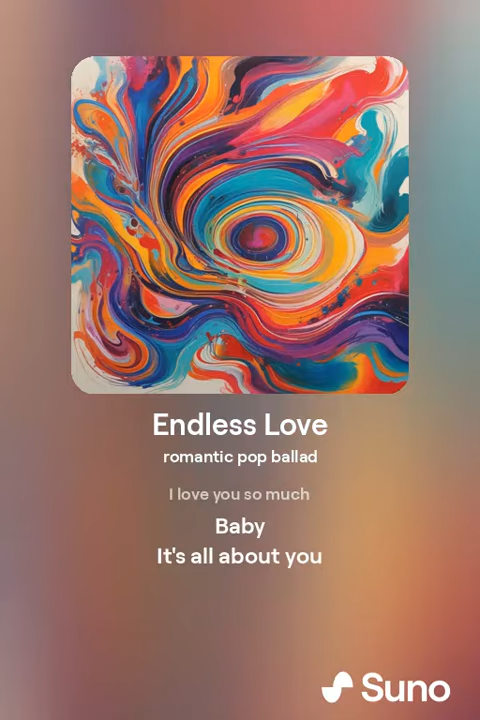 Endless Love
romantic pop ballad
I love you so much
Baby
It's all about you
Suno